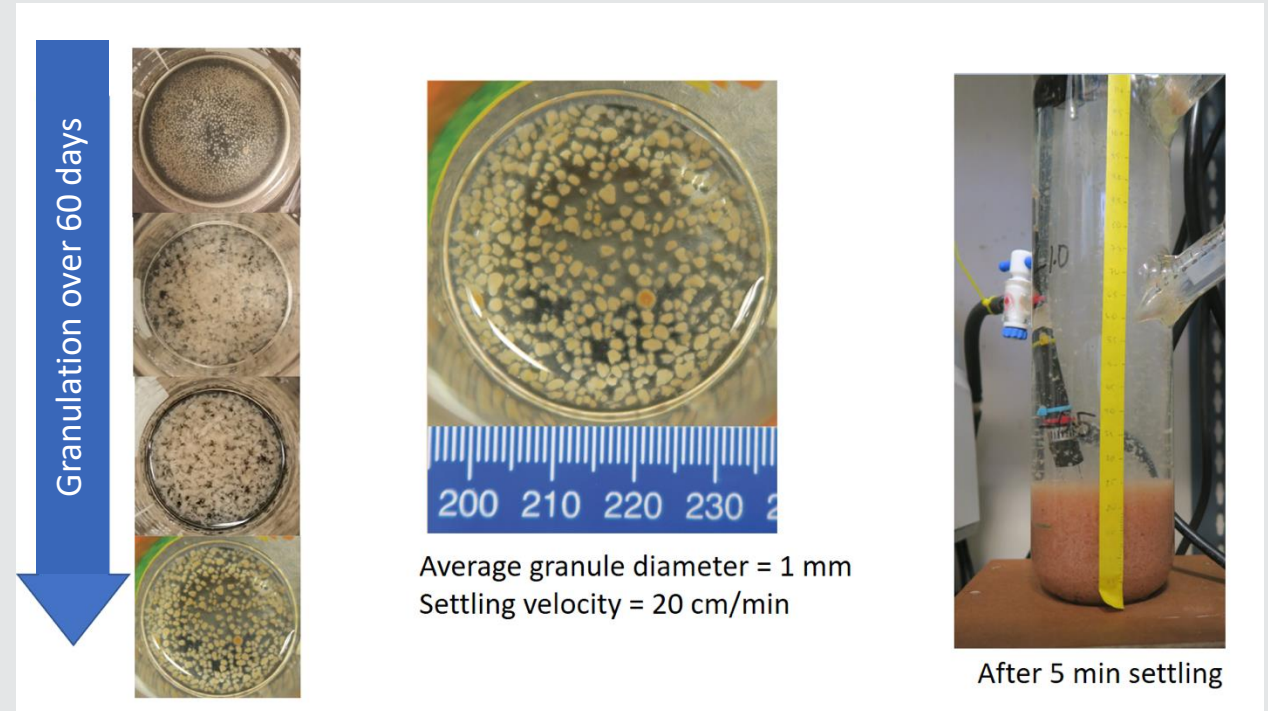 Granulation over 60 days
200 210 220 230 2
Average granule diameter = 1 mm
Settling velocity = 20 cm/min
After 5 min settling